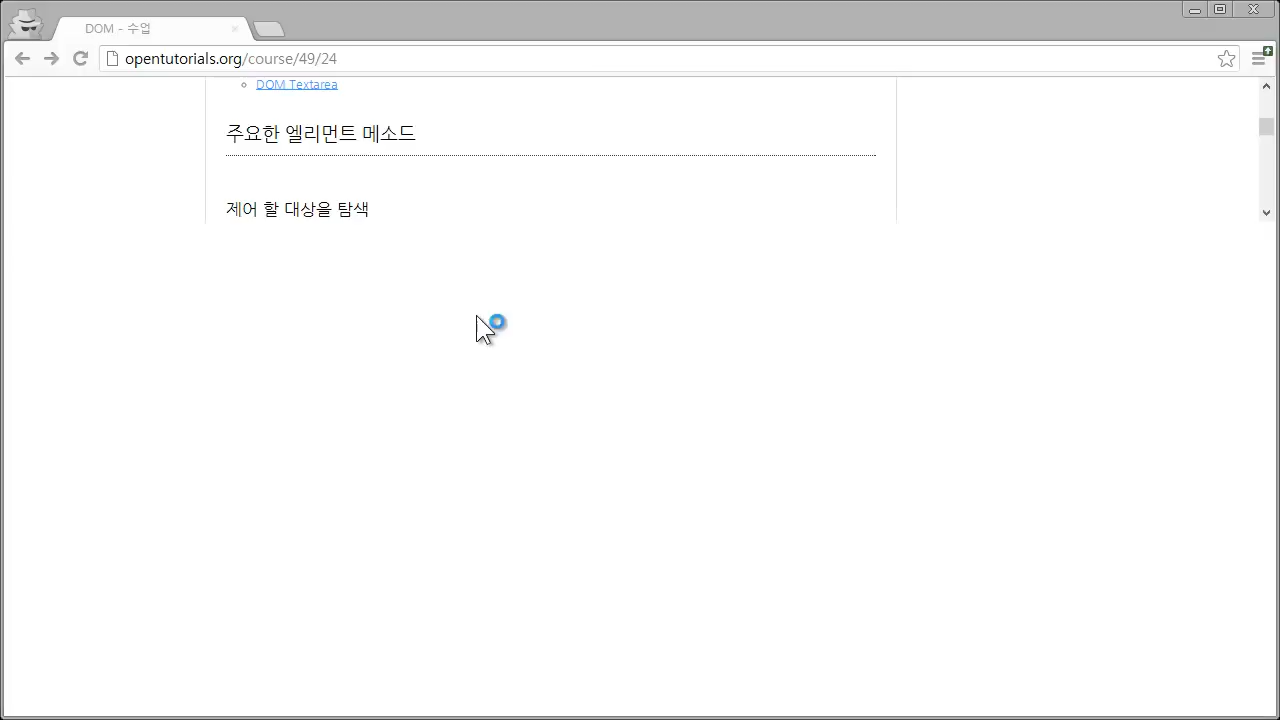 DOM - 수업
opentutorials.org/course/49/24
DOM Textarea
주요한 엘리먼트 메소드
제어 할 대상을 탐색